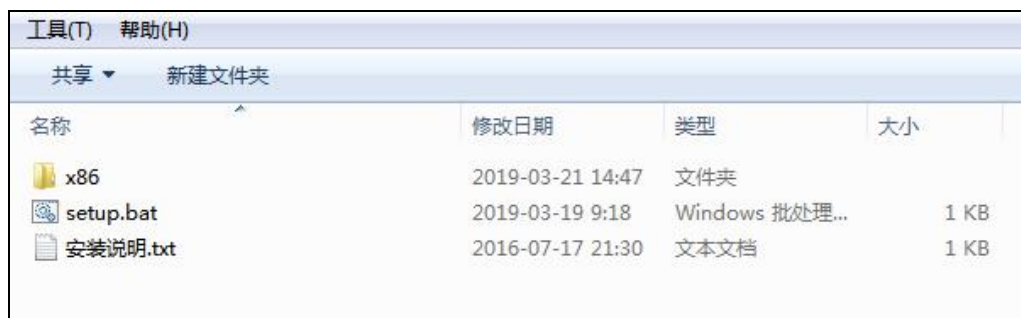 工具(T) 帮助(H)
共享 新建文件夹
名称 修改日期 类型 大小
x86 2019-03-21 14:47 文件夹
setup.bat 2019-03-19 9:18 Windows 批处理... 1 KB
安装说明.txt 2016-07-17 21:30 文本文档 1 KB